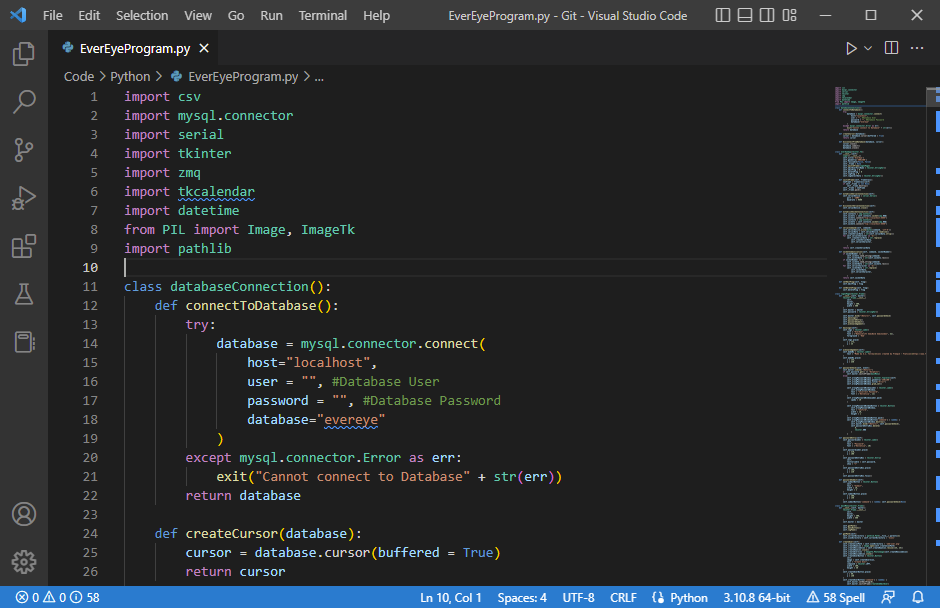 File Edit Selection View Go Run Terminal Help EverEyeProgram.py - Git - Visual Studio Code
EverEyeProgram.py
Code > Python > EverEyeProgram.py > ...
1 import csv
2 import mysql.connector
3 import serial
4 import tkinter
5 import zmq
6 import tkcalendar
7 import datetime
8 from PIL import Image, ImageTk
9 import pathlib
10
11 class databaseConnection():
12     def connectToDatabase():
13         try:
14             database = mysql.connector.connect(
15                 host="localhost",
16                 user = "", #Database User
17                 password = "", #Database Password
18                 database="evereye"
19             )
20         except mysql.connector.Error as err:
21             exit("Cannot connect to Database" + str(err))
22         return database
23
24     def createCursor(database):
25         cursor = database.cursor(buffered = True)
26         return cursor
0 0 58 Ln 10, Col 1 Spaces: 4 UTF-8 CRLF Python 3.10.8 64-bit 58 Spell